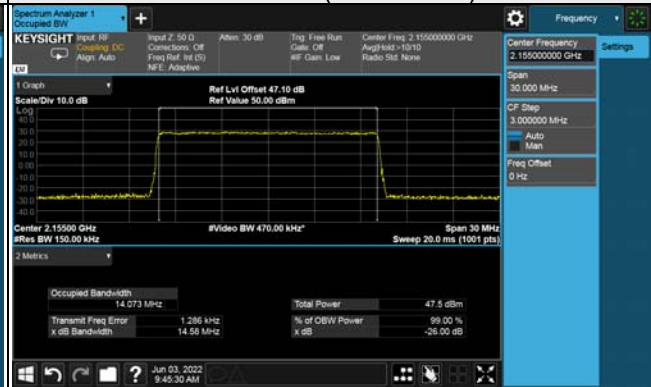 Spectrum Analyzer 1
Occupied BW
Frequency
KEYSIGHT
Input: RF
Coupling: DC
Align: Auto
Input Z: 50 Ω
Corrections: Off
Freq Ref: Int (S)
NFE: Adaptive
Atten: 30 dB
Trig: Free Run
Gate: Off
#IF Gain: Low
Center Freq: 2.155000000 GHz
Avg|Hold:>10/10
Radio Std: None
Center Frequency
2.155000000 GHz
Settings
Span
30.000 MHz
CF Step
3.000000 MHz
Auto
Man
Freq Offset
0 Hz
1 Graph
Scale/Div 10.0 dB
Ref Lvl Offset 47.10 dB
Ref Value 50.00 dBm
Log
40.0
30.0
20.0
10.0
0.00
-10.0
-20.0
-30.0
-40.0
Center 2.15500 GHz
#Res BW 150.00 kHz
#Video BW 470.00 kHz*
Span 30 MHz
Sweep 20.0 ms (1001 pts)
2 Metrics
Occupied Bandwidth
14.073 MHz
Total Power 47.5 dBm
Transmit Freq Error 1.286 kHz
% of OBW Power 99.00 %
x dB Bandwidth 14.58 MHz
x dB -26.00 dB
Jun 03, 2022
9:45:30 AM